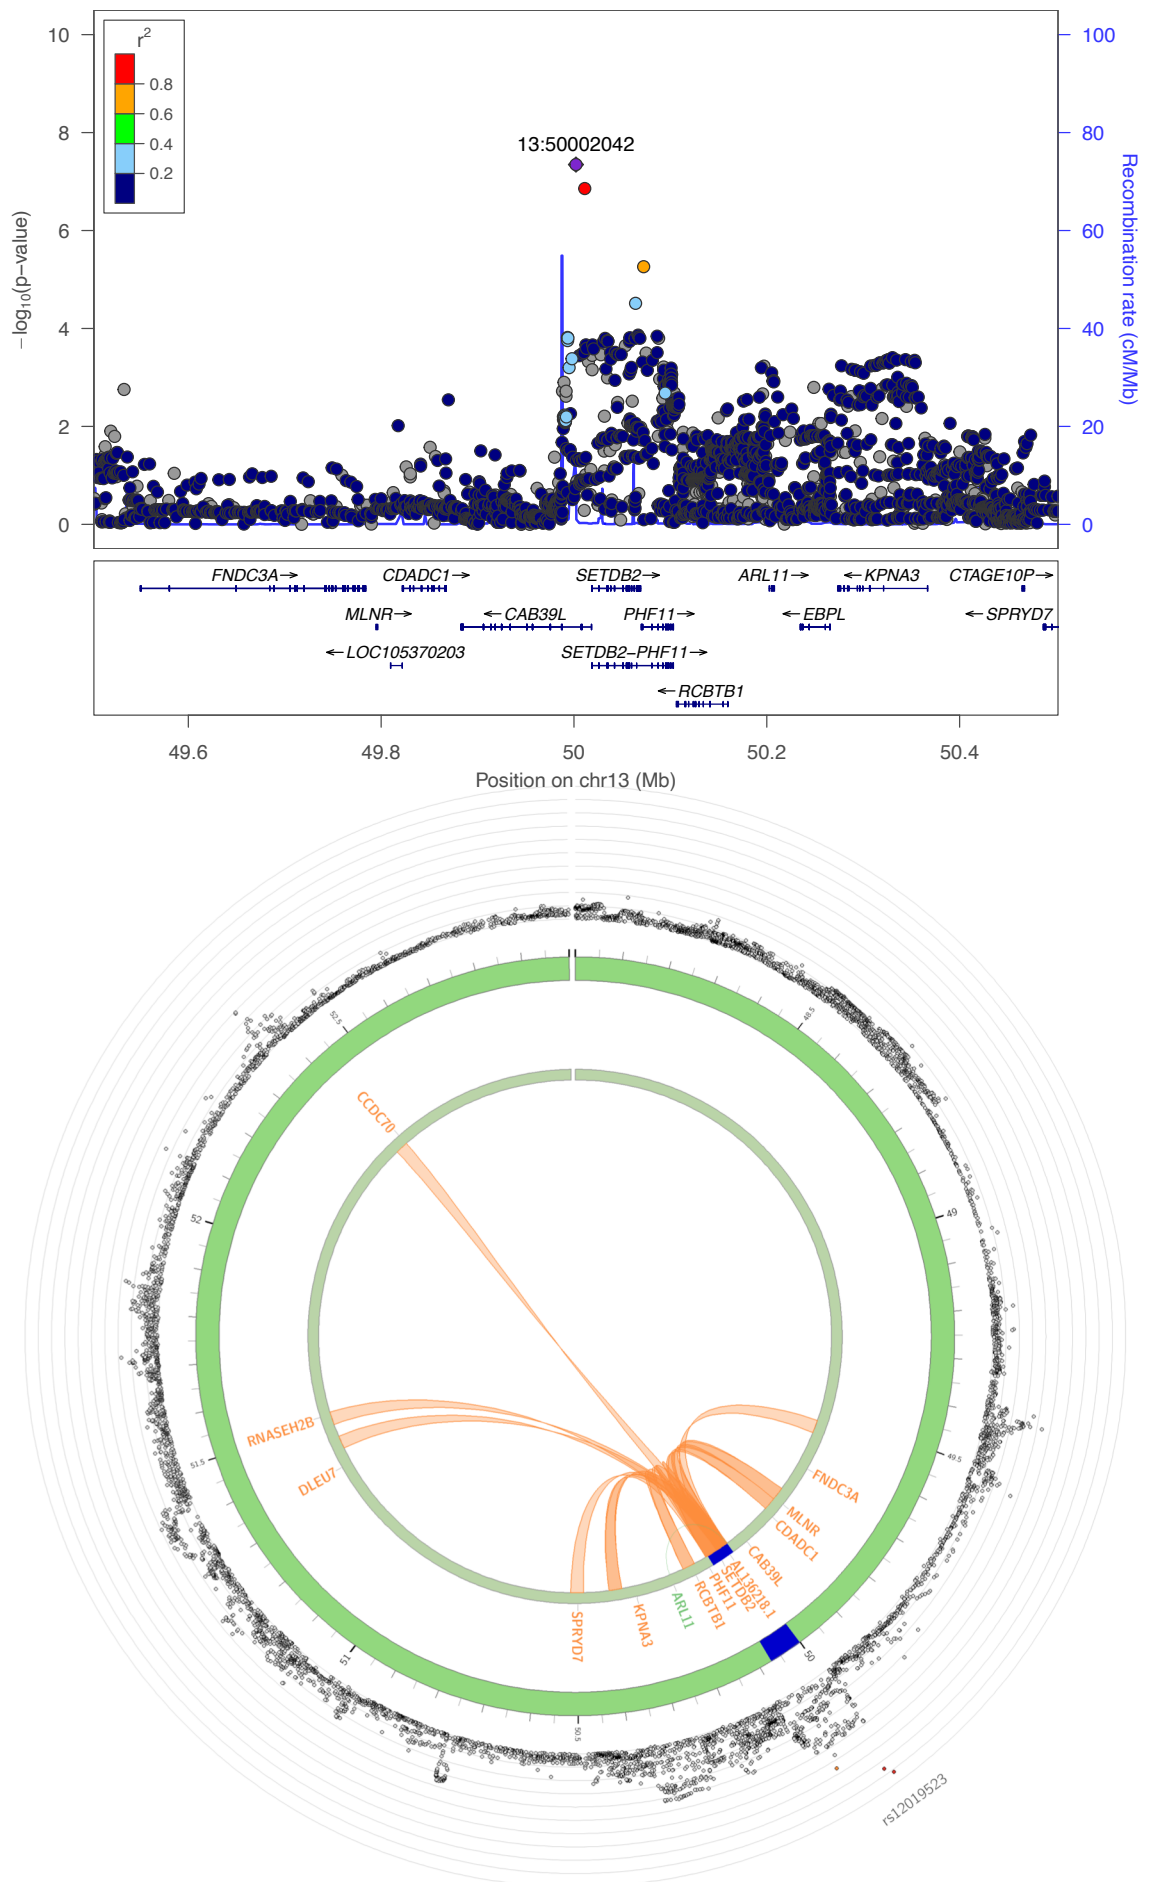 10
100
r2
0.8
0.6
0.4
0.2
13:50002042
8
80
6
60
4
40
2
20
0
0
−log10(p−value)
Recombination rate (cM/Mb)
FNDC3A→
CDADC1→
SETDB2→
ARL11→
←KPNA3
CTAGE10P→
MLNR→
←CAB39L
PHF11→
←EBPL
←SPRYD7
←LOC105370203
SETDB2−PHF11→
←RCBTB1
49.6
49.8
50
50.2
50.4
Position on chr13 (Mb)
52.5
48.5
CCDC70
52
49
RNASEH2B
51.5
49.5
DLEU7
FNDC3A
MLNR
CDADC1
CAB39L
AL136218.1
SETDB2
PHF11
RCBTB1
ARL11
KPNA3
SPRYD7
51
50
50.5
rs12019523